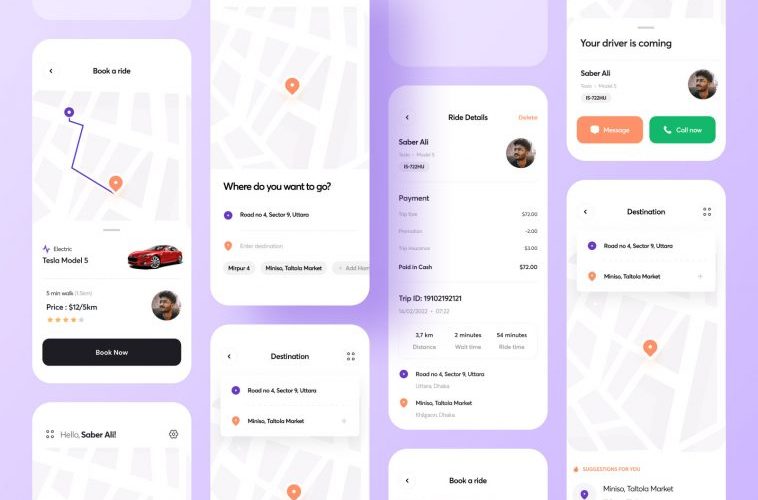 Book a ride
Electric
Tesla Model 5
5 min walk (1.5km)
Price : $12/5km
Book Now
Hello, Saber Ali!
Where do you want to go?
Road no 4, Sector 9, Uttara
Enter destination
Mirpur 4
Miniso, Taltola Market
+ Add
Destination
Road no 4, Sector 9, Uttara
Miniso, Taltola Market
Ride Details
Delete
Saber Ali
Tesla • Model 5
15-722HU
Payment
Trip fare
$72.00
Promotion
-2.00
Trip insurance
$3.00
Paid in Cash
$72.00
Trip ID: 19102192121
16/02/2022 • 07:22
3,7 km
2 minutes
54 minutes
Distance
Wait time
Ride time
Road no 4, Sector 9, Uttara
Uttara, Dhaka
Miniso, Taltola Market
Khilgaon, Dhaka
Book a ride
Your driver is coming
Saber Ali
Tesla • Model 5
15-722HU
Message
Call now
Destination
Road no 4, Sector 9, Uttara
Miniso, Taltola Market
SUGGESTIONS FOR YOU
Miniso, Taltola Market